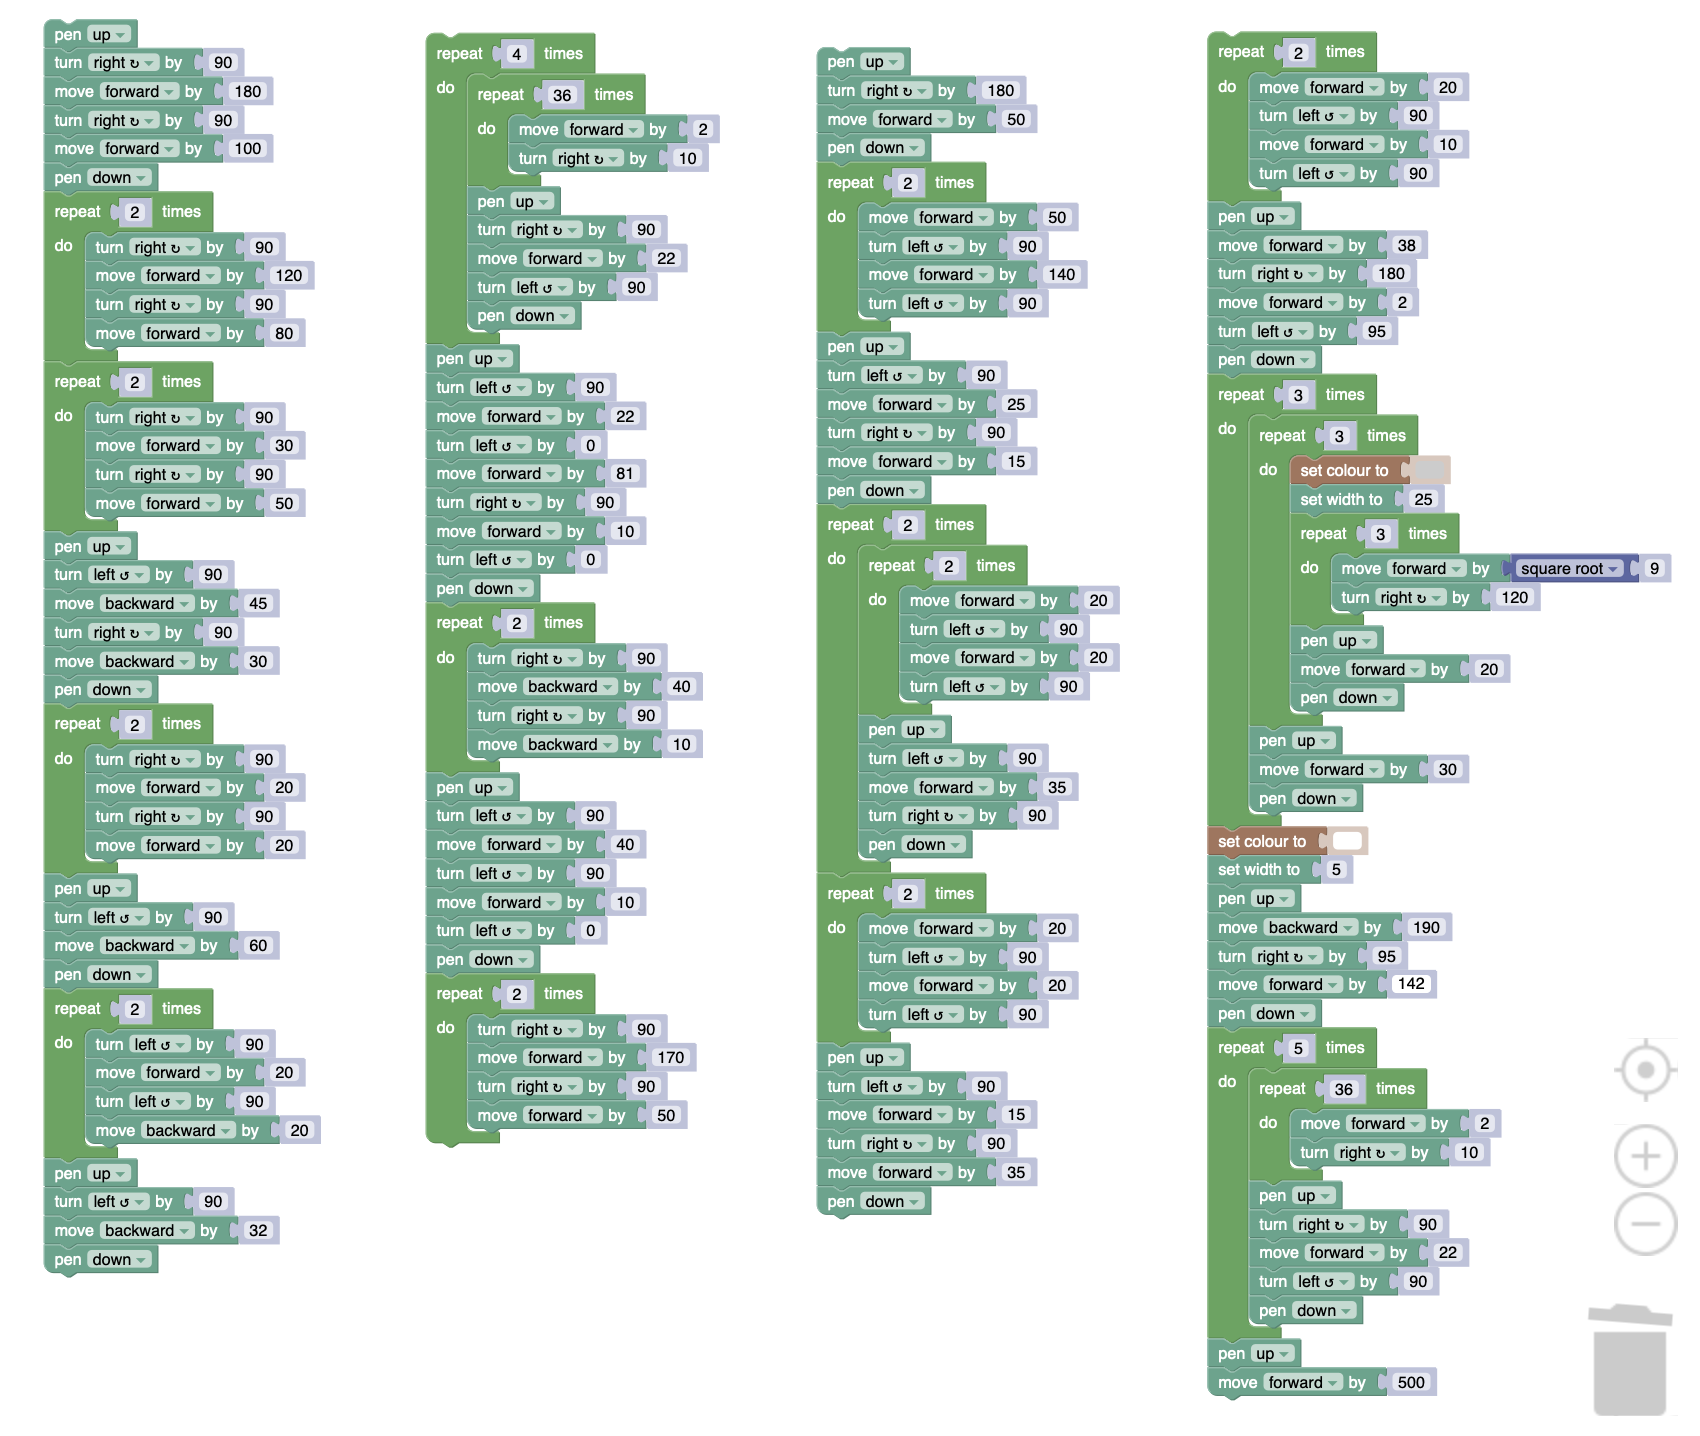 pen up
turn right ↻ by 90
move forward by 180
turn right ↻ by 90
move forward by 100
pen down
repeat 2 times
do turn right ↻ by 90
move forward by 120
turn right ↻ by 90
move forward by 80
repeat 2 times
do turn right ↻ by 90
move forward by 30
turn right ↻ by 90
move forward by 50
pen up
turn left ↺ by 90
move backward by 45
turn right ↻ by 90
move backward by 30
pen down
repeat 2 times
do turn right ↻ by 90
move forward by 20
turn right ↻ by 90
move forward by 20
pen up
turn left ↺ by 90
move backward by 60
pen down
repeat 2 times
do turn left ↺ by 90
move forward by 20
turn left ↺ by 90
move backward by 20
pen up
turn left ↺ by 90
move backward by 32
pen down
repeat 4 times
do repeat 36 times
do move forward by 2
turn right ↻ by 10
pen up
turn right ↻ by 90
move forward by 22
turn left ↺ by 90
pen down
pen up
turn left ↺ by 90
move forward by 22
turn left ↺ by 0
move forward by 81
turn right ↻ by 90
move forward by 10
turn left ↺ by 0
pen down
repeat 2 times
do turn right ↻ by 90
move backward by 40
turn right ↻ by 90
move backward by 10
pen up
turn left ↺ by 90
move forward by 40
turn left ↺ by 90
move forward by 10
turn left ↺ by 0
pen down
repeat 2 times
do turn right ↻ by 90
move forward by 170
turn right ↻ by 90
move forward by 50
pen up
turn right ↻ by 180
move forward by 50
pen down
repeat 2 times
do move forward by 50
turn left ↺ by 90
move forward by 140
turn left ↺ by 90
pen up
turn left ↺ by 90
move forward by 25
turn right ↻ by 90
move forward by 15
pen down
repeat 2 times
do repeat 2 times
do move forward by 20
turn left ↺ by 90
move forward by 20
turn left ↺ by 90
pen up
turn left ↺ by 90
move forward by 35
turn right ↻ by 90
pen down
repeat 2 times
do move forward by 20
turn left ↺ by 90
move forward by 20
turn left ↺ by 90
pen up
turn left ↺ by 90
move forward by 15
turn right ↻ by 90
move forward by 35
pen down
repeat 2 times
do move forward by 20
turn left ↺ by 90
move forward by 10
turn left ↺ by 90
pen up
move forward by 38
turn right ↻ by 180
move forward by 2
turn left ↺ by 95
pen down
repeat 3 times
do repeat 3 times
do set colour to
set width to 25
repeat 3 times
do move forward by square root 9
turn right ↻ by 120
pen up
move forward by 20
pen down
pen up
move forward by 30
pen down
set colour to
set width to 5
pen up
move backward by 190
turn right ↻ by 95
move forward by 142
pen down
repeat 5 times
do repeat 36 times
do move forward by 2
turn right ↻ by 10
pen up
turn right ↻ by 90
move forward by 22
turn left ↺ by 90
pen down
pen up
move forward by 500